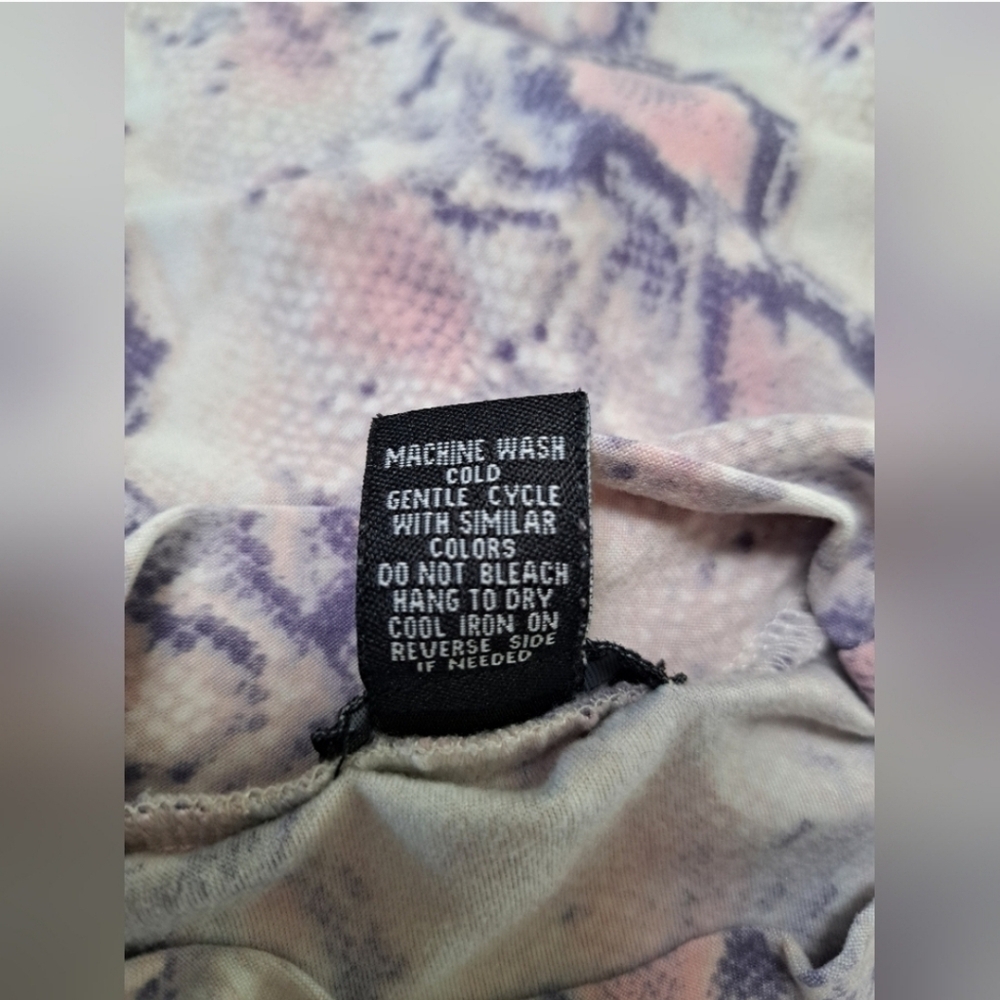 MACHINE WASH
COLD
GENTLE CYCLE
WITH SIMILAR
COLORS
DO NOT BLEACH
HANG TO DRY
COOL IRON ON
REVERSE SIDE
IF NEEDED